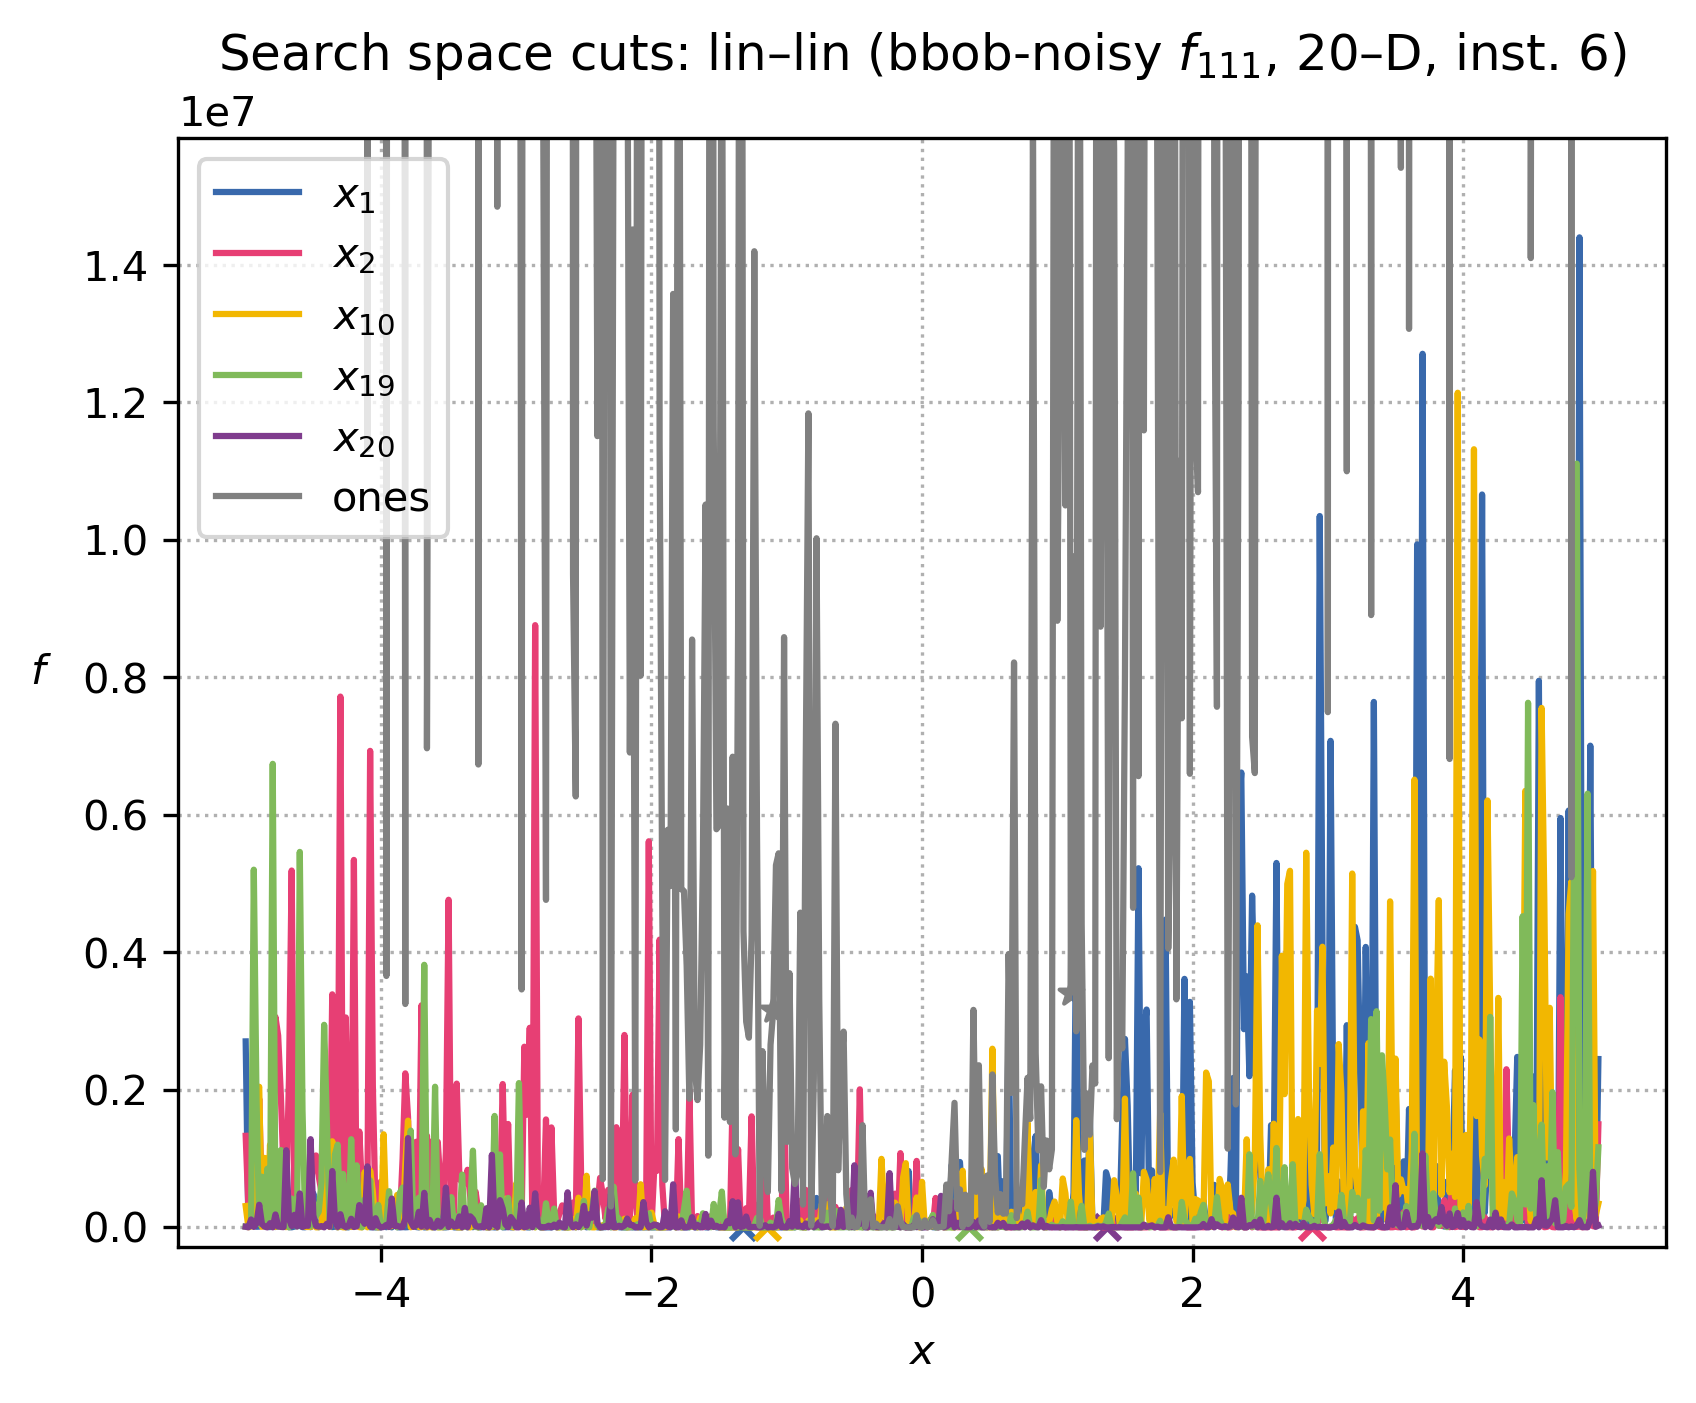 Search space cuts: lin–lin (bbob-noisy f₁₁₁, 20–D, inst. 6)
1e7
x₁
x₂
x₁₀
x₁₉
x₂₀
ones
1.4
1.2
1.0
0.8
0.6
0.4
0.2
0.0
f
−4
−2
0
2
4
x